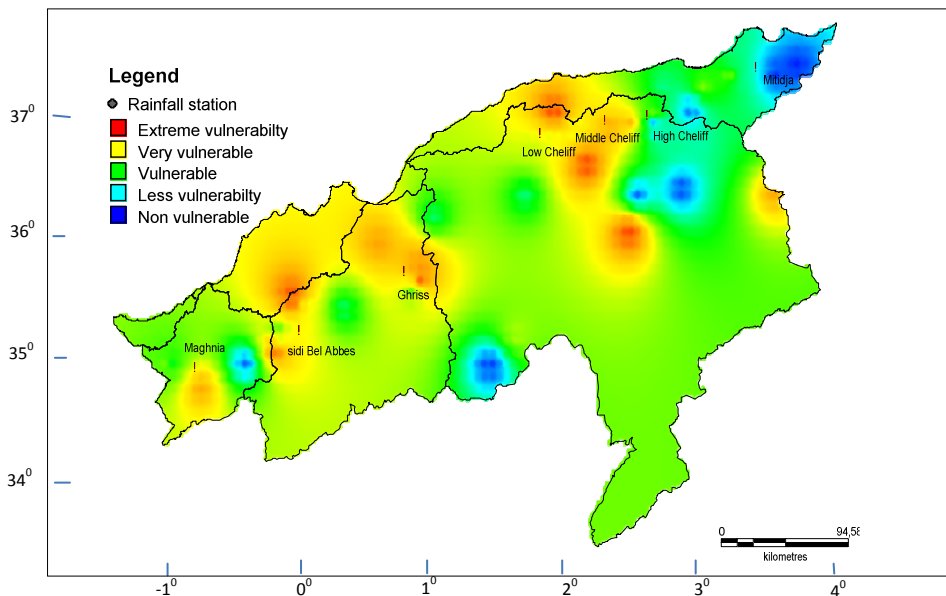 Legend
Rainfall station
Extreme vulnerabilty
Very vulnerable
Vulnerable
Less vulnerabilty
Non vulnerable
37⁰
36⁰
35⁰
34⁰
Mitidja
! 
Low Cheliff
!
Middle Cheliff
!
High Cheliff
!
!
Ghriss
!
sidi Bel Abbes
!
Maghnia
!
0 94,58
kilometres
-1⁰ 0⁰ 1⁰ 2⁰ 3⁰ 4⁰